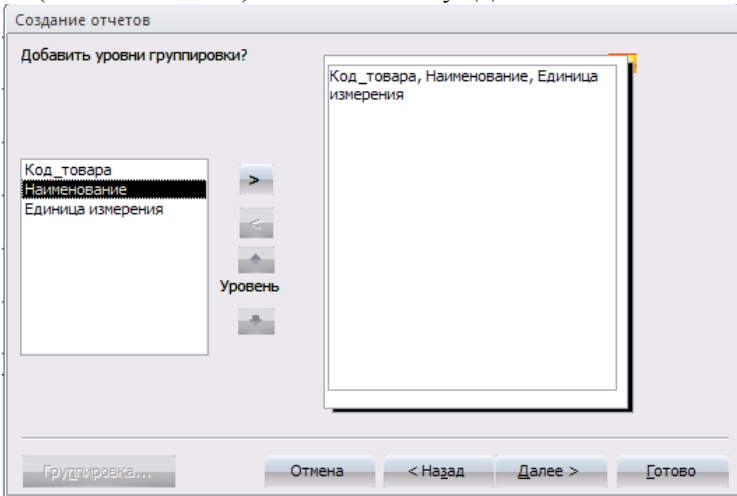 Создание отчетов
Добавить уровни группировки?
Код_товара, Наименование, Единица
измерения
Код_товара
Наименование
Единица измерения
>
<
Уровень
Группировка...
Отмена
< Назад
Далее >
Готово